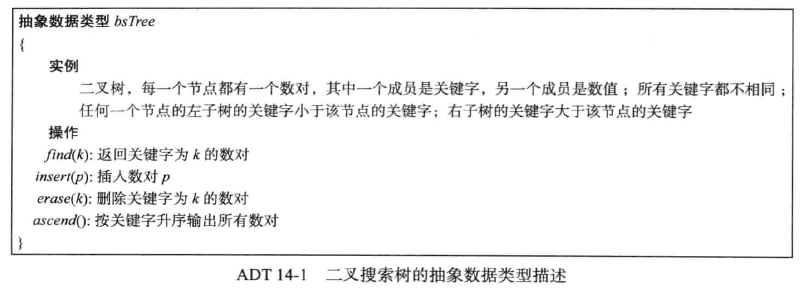 抽象数据类型 bsTree
{
实例
二叉树，每一个节点都有一个数对，其中一个成员是关键字，另一个成员是数值；所有关键字都不相同；
任何一个节点的左子树的关键字小于该节点的关键字；右子树的关键字大于该节点的关键字
操作
find(k): 返回关键字为 k 的数对
insert(p): 插入数对 p
erase(k): 删除关键字为 k 的数对
ascend(): 按关键字升序输出所有数对
}
ADT 14-1 二叉搜索树的抽象数据类型描述